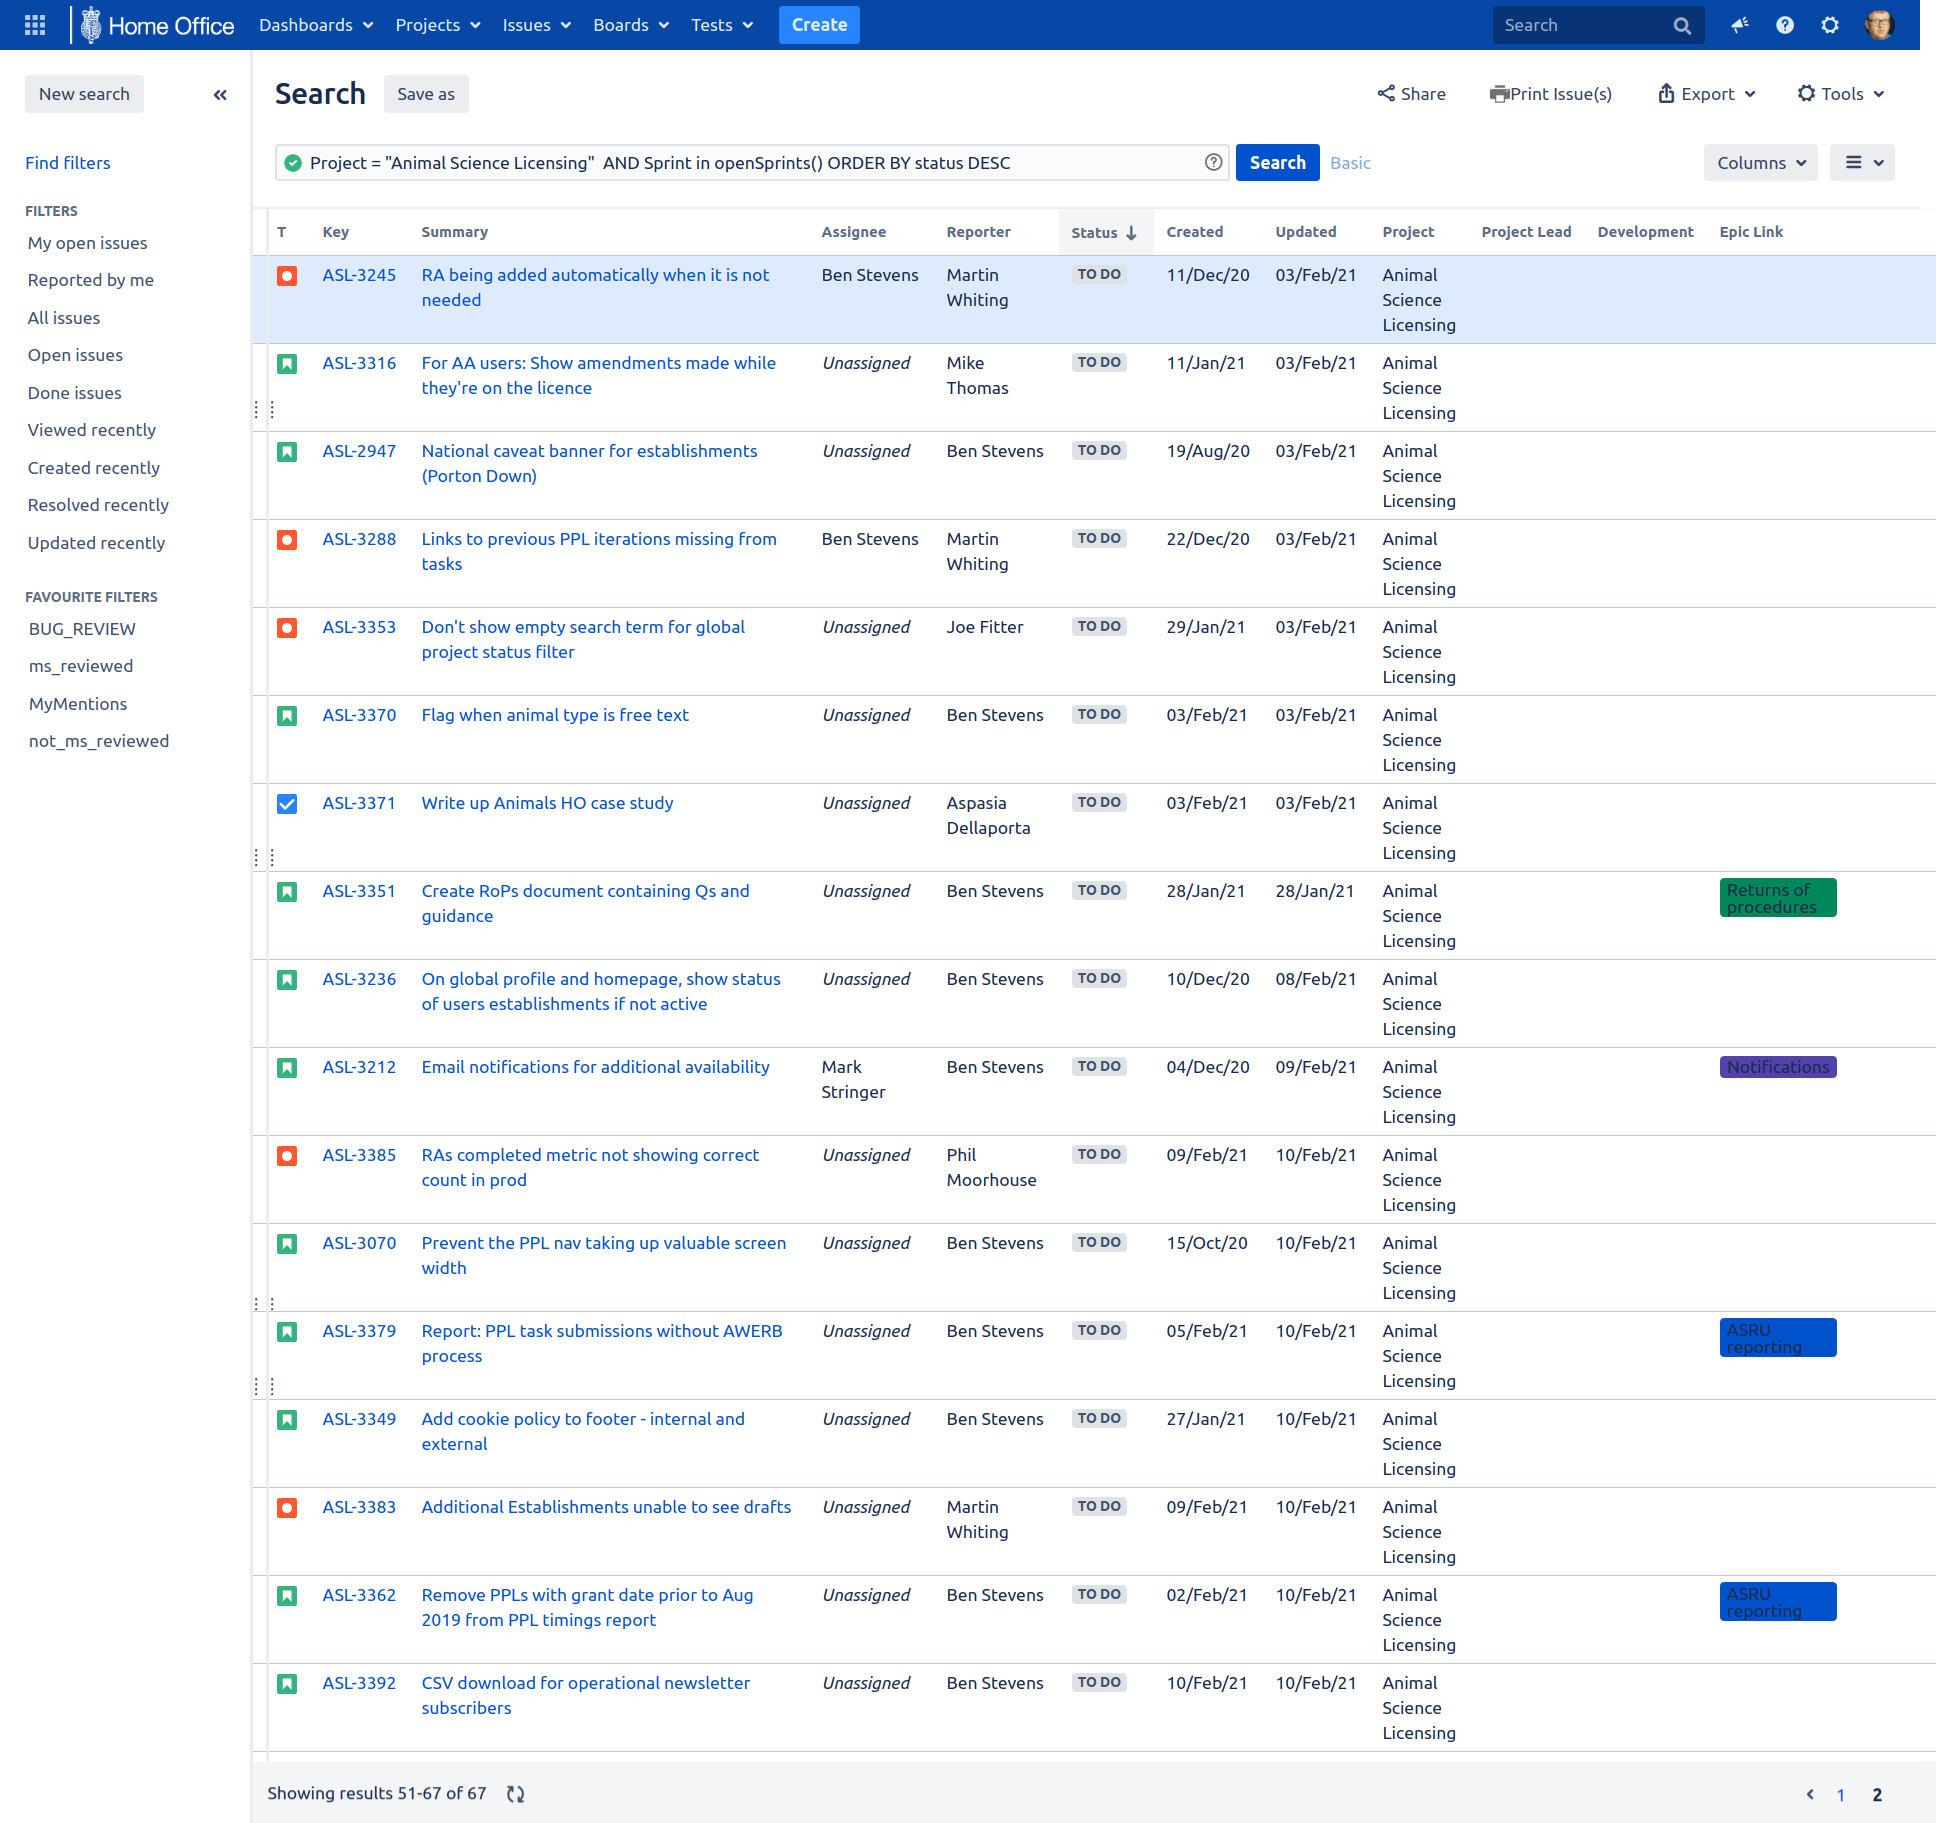 Home Office Dashboards Projects Issues Boards Tests Create Search
New search
Search Save as Share Print Issue(s) Export Tools
Find filters
Project = "Animal Science Licensing" AND Sprint in openSprints() ORDER BY status DESC Search Basic Columns
FILTERS
My open issues
Reported by me
All issues
Open issues
Done issues
Viewed recently
Created recently
Resolved recently
Updated recently
FAVOURITE FILTERS
BUG_REVIEW
ms_reviewed
MyMentions
not_ms_reviewed
T Key Summary Assignee Reporter Status Created Updated Project Project Lead Development Epic Link
ASL-3245 RA being added automatically when it is not Ben Stevens Martin TO DO 11/Dec/20 03/Feb/21 Animal
needed Whiting Science
Licensing
ASL-3316 For AA users: Show amendments made while Unassigned Mike TO DO 11/Jan/21 03/Feb/21 Animal
they're on the licence Thomas Science
Licensing
ASL-2947 National caveat banner for establishments Unassigned Ben Stevens TO DO 19/Aug/20 03/Feb/21 Animal
(Porton Down) Science
Licensing
ASL-3288 Links to previous PPL iterations missing from Ben Stevens Martin TO DO 22/Dec/20 03/Feb/21 Animal
tasks Whiting Science
Licensing
ASL-3353 Don't show empty search term for global Unassigned Joe Fitter TO DO 29/Jan/21 03/Feb/21 Animal
project status filter Science
Licensing
ASL-3370 Flag when animal type is free text Unassigned Ben Stevens TO DO 03/Feb/21 03/Feb/21 Animal
Science
Licensing
ASL-3371 Write up Animals HO case study Unassigned Aspasia TO DO 03/Feb/21 03/Feb/21 Animal
Dellaporta Science
Licensing
ASL-3351 Create RoPs document containing Qs and Unassigned Ben Stevens TO DO 28/Jan/21 28/Jan/21 Animal Returns of
guidance Science procedures
Licensing
ASL-3236 On global profile and homepage, show status Unassigned Ben Stevens TO DO 10/Dec/20 08/Feb/21 Animal
of users establishments if not active Science
Licensing
ASL-3212 Email notifications for additional availability Mark Ben Stevens TO DO 04/Dec/20 09/Feb/21 Animal Notifications
Stringer Science
Licensing
ASL-3385 RAs completed metric not showing correct Unassigned Phil TO DO 09/Feb/21 10/Feb/21 Animal
count in prod Moorhouse Science
Licensing
ASL-3070 Prevent the PPL nav taking up valuable screen Unassigned Ben Stevens TO DO 15/Oct/20 10/Feb/21 Animal
width Science
Licensing
ASL-3379 Report: PPL task submissions without AWERB Unassigned Ben Stevens TO DO 05/Feb/21 10/Feb/21 Animal ASRU
process Science reporting
Licensing
ASL-3349 Add cookie policy to footer - internal and Unassigned Ben Stevens TO DO 27/Jan/21 10/Feb/21 Animal
external Science
Licensing
ASL-3383 Additional Establishments unable to see drafts Unassigned Martin TO DO 09/Feb/21 10/Feb/21 Animal
Whiting Science
Licensing
ASL-3362 Remove PPLs with grant date prior to Aug Unassigned Ben Stevens TO DO 02/Feb/21 10/Feb/21 Animal ASRU
2019 from PPL timings report Science reporting
Licensing
ASL-3392 CSV download for operational newsletter Unassigned Ben Stevens TO DO 10/Feb/21 10/Feb/21 Animal
subscribers Science
Licensing
Showing results 51-67 of 67 1 2